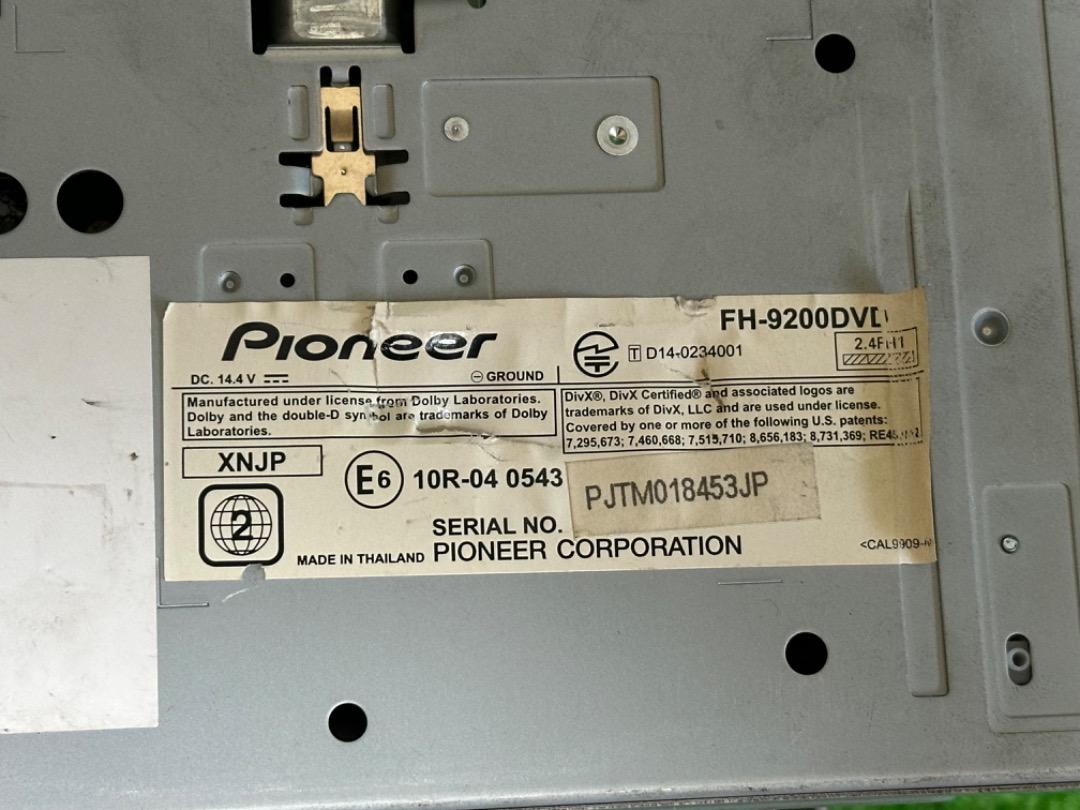 Pioneer
FH-9200DVD
DC. 14.4 V
GROUND
T D14-0234001
Manufactured under license from Dolby Laboratories.
Dolby and the double-D symbol are trademarks of Dolby
Laboratories.
DivX®, DivX Certified® and associated logos are
trademarks of DivX, LLC and are used under license.
Covered by one or more of the following U.S. patents:
7,295,673; 7,460,668; 7,515,710; 8,656,183; 8,731,369;
XNJP
E6 10R-04 0543
PJTM018453JP
2
SERIAL NO.
MADE IN THAILAND PIONEER CORPORATION